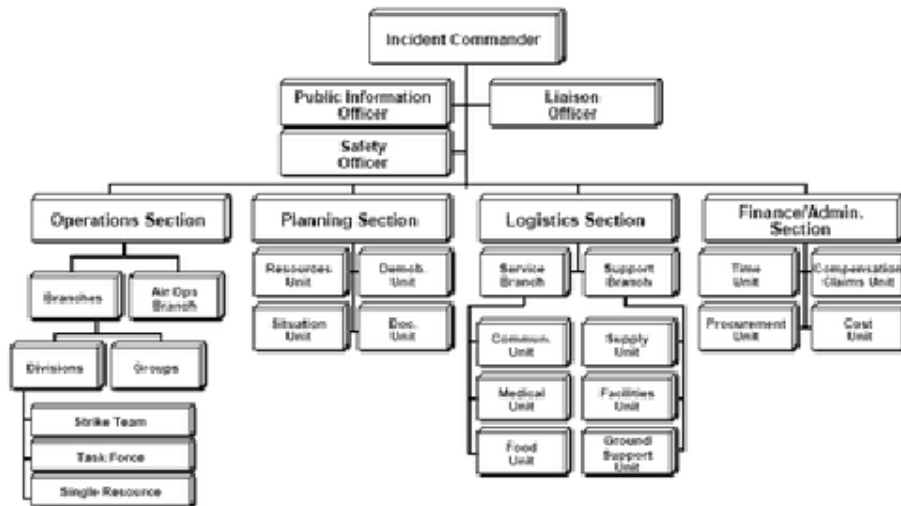 Incident Commander
Public Information
Officer
Liaison
Officer
Safety
Officer
Operations Section
Planning Section
Logistics Section
Finance/Admin.
Section
Branches
Air Ops
Branch
Resources
Unit
Demob.
Unit
Service
Branch
Support
Branch
Time
Unit
Compensation
Claims Unit
Situation
Unit
Doc.
Unit
Commun.
Unit
Supply
Unit
Procurement
Unit
Cost
Unit
Divisions
Groups
Medical
Unit
Facilities
Unit
Strike Team
Task Force
Single Resource
Food
Unit
Ground
Support
Unit